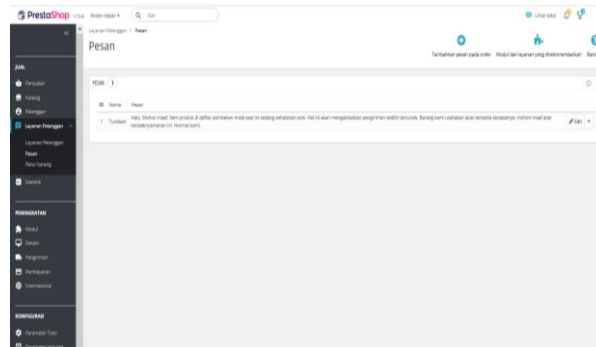 PrestaShop
Akses cepat
Cari
Lihat toko
Layanan Pelanggan / Pesan
Pesan
Tambahkan pesan pada order
Modul dan layanan yang direkomendasikan
JUAL
Penjualan
Katalog
Pelanggan
Layanan Pelanggan
Layanan Pelanggan
Pesan
Retur barang
Statistik
PENINGKATAN
Modul
Desain
Pengiriman
Pembayaran
Internasional
KONFIGURASI
Parameter Toko
PESAN 1
ID Nama Pesan
1 Tundaan Halo, Mohon maaf, item produk di daftar pembelian Anda saat ini sedang kehabisan stok. Hal ini akan mengakibatkan pengiriman sedikit tertunda. Barang kami usahakan akan tersedia secepatnya, mohon maaf atas
ketidaknyamanan ini. Hormat kami,
Edit